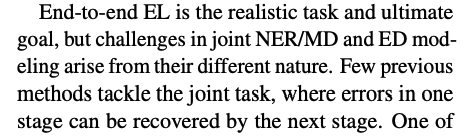 End-to-end EL is the realistic task and ultimate
goal, but challenges in joint NER/MD and ED mod-
eling arise from their different nature. Few previous
methods tackle the joint task, where errors in one
stage can be recovered by the next stage. One of